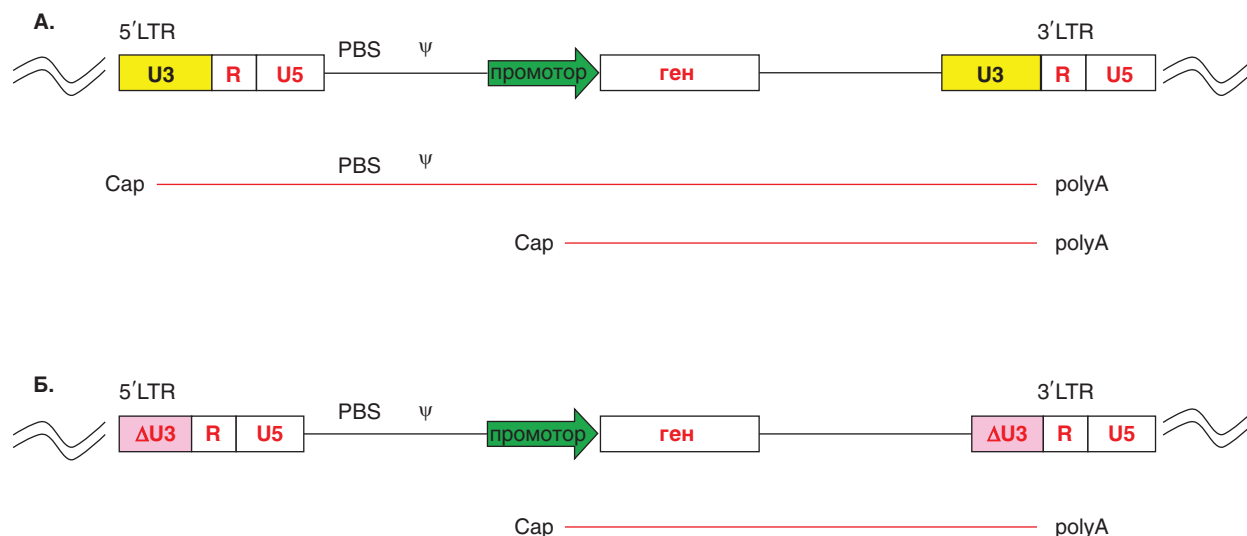 А.
5′LTR
3′LTR
PBS ψ
U3 R U5 промотор ген U3 R U5
PBS ψ
Cap polyA
Cap polyA
Б.
5′LTR
3′LTR
PBS ψ
ΔU3 R U5 промотор ген ΔU3 R U5
Cap polyA